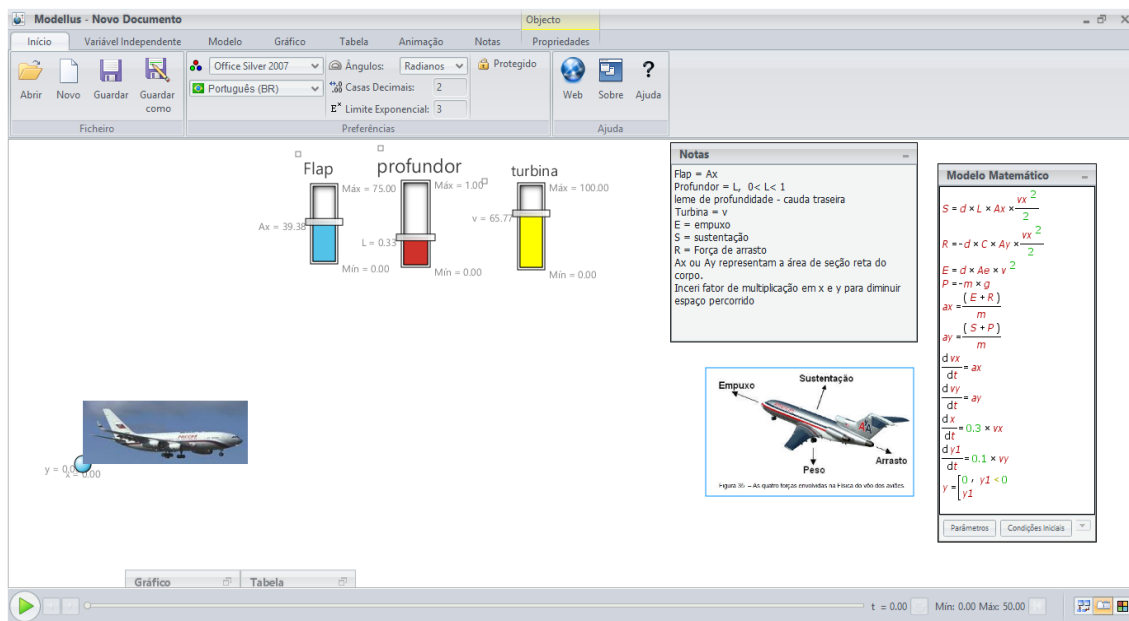 Modellus - Novo Documento
Objecto
Início Variável Independente Modelo Gráfico Tabela Animação Notas Propriedades
Abrir Novo Guardar Guardar como
Ficheiro
Office Silver 2007
Português (BR)
Ângulos: Radianos
Casas Decimais: 2
Limite Exponencial: 3
Protegido
Preferências
Web Sobre Ajuda
Ajuda
Flap
Máx = 75.00
Ax = 39.38
Mín = 0.00
profundor
Máx = 1.00
L = 0.33
Mín = 0.00
turbina
Máx = 100.00
v = 65.77
Mín = 0.00
Notas
Flap = Ax
Profundor = L, 0< L< 1
leme de profundidade - cauda traseira
Turbina = v
E = empuxo
S = sustentação
R = Força de arrasto
Ax ou Ay representam a área de seção reta do
corpo.
Inceri fator de multiplicação em x e y para diminuir
espaço percorrido
Modelo Matemático
S = d × L × Ax × vx^2/2
R = -d × C × Ay × vx^2/2
E = d × Ae × v^2
P = -m × g
ax = ( E + R )/m
ay = ( S + P )/m
dvx/dt = ax
dvy/dt = ay
dx/dt = 0.3 × vx
dy1/dt = 0.1 × vy
y = [0 , y1 < 0
y1
Parâmetros Condições Iniciais
Empuxo
Sustentação
Peso
Arrasto
Figura 36 – As quatro forças envolvidas na Física do vôo dos aviões.
x = 0.00
Gráfico Tabela
t = 0.00 Mín: 0.00 Máx: 50.00